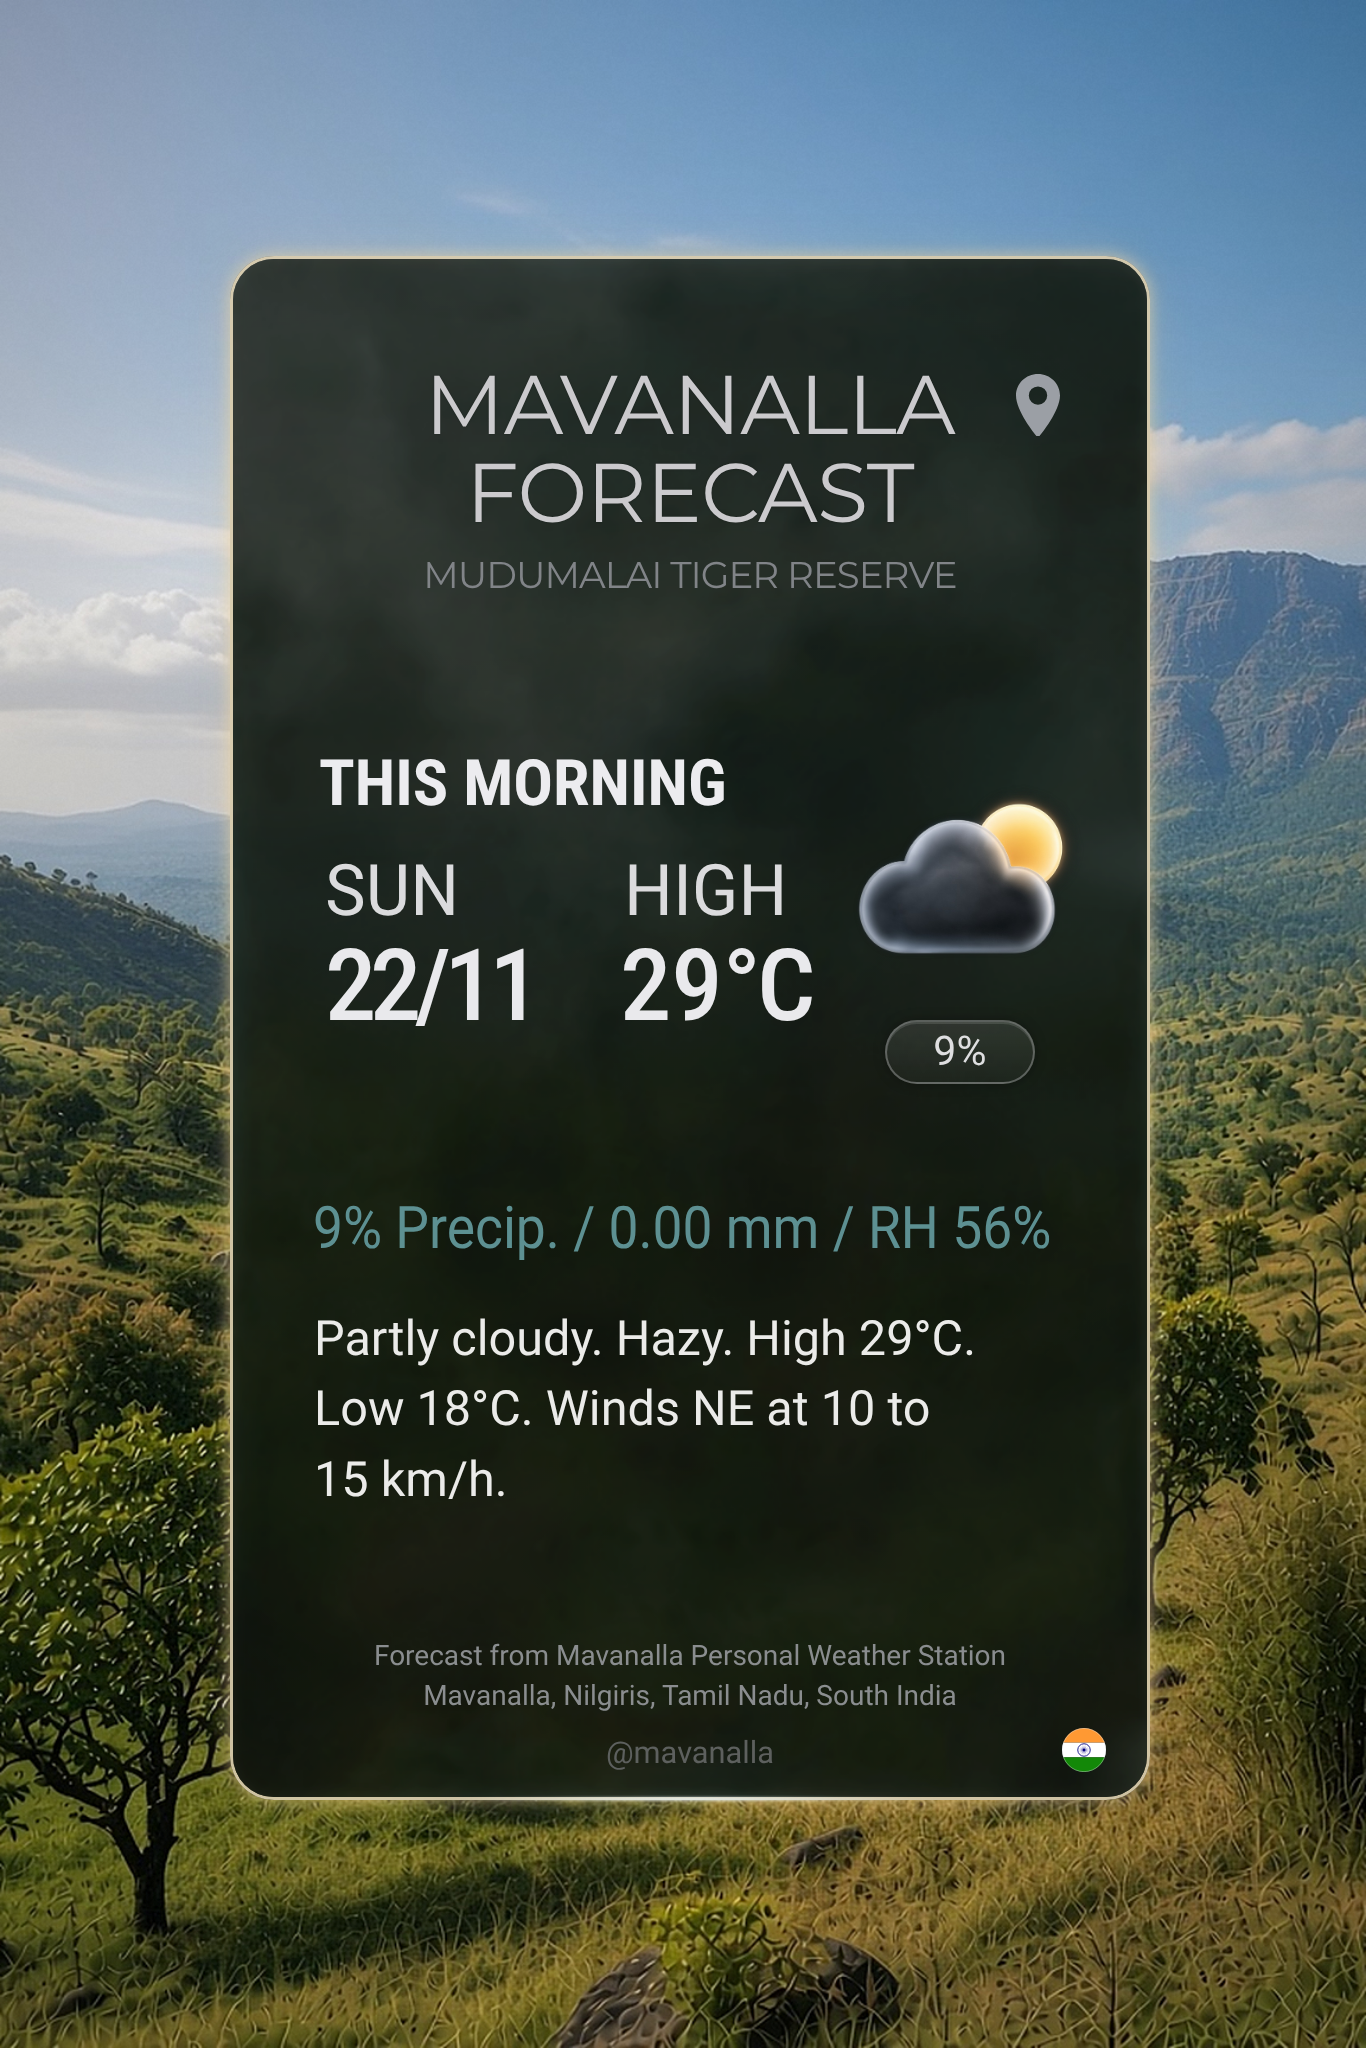 MAVANALLA
FORECAST
MUDUMALAI TIGER RESERVE
THIS MORNING
SUN HIGH
22/11 29°C
9%
9% Precip. / 0.00 mm / RH 56%
Partly cloudy. Hazy. High 29°C.
Low 18°C. Winds NE at 10 to
15 km/h.
Forecast from Mavanalla Personal Weather Station
Mavanalla, Nilgiris, Tamil Nadu, South India
@mavanalla